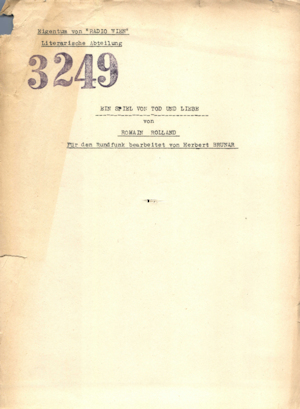 Eigentum von "RADIO WIEN"
Literarische Abteilung
3249
EIN SPIEL VON TOD UND LIEBE
von
ROMAIN ROLLAND
Für den Rundfunk bearbeitet von Herbert